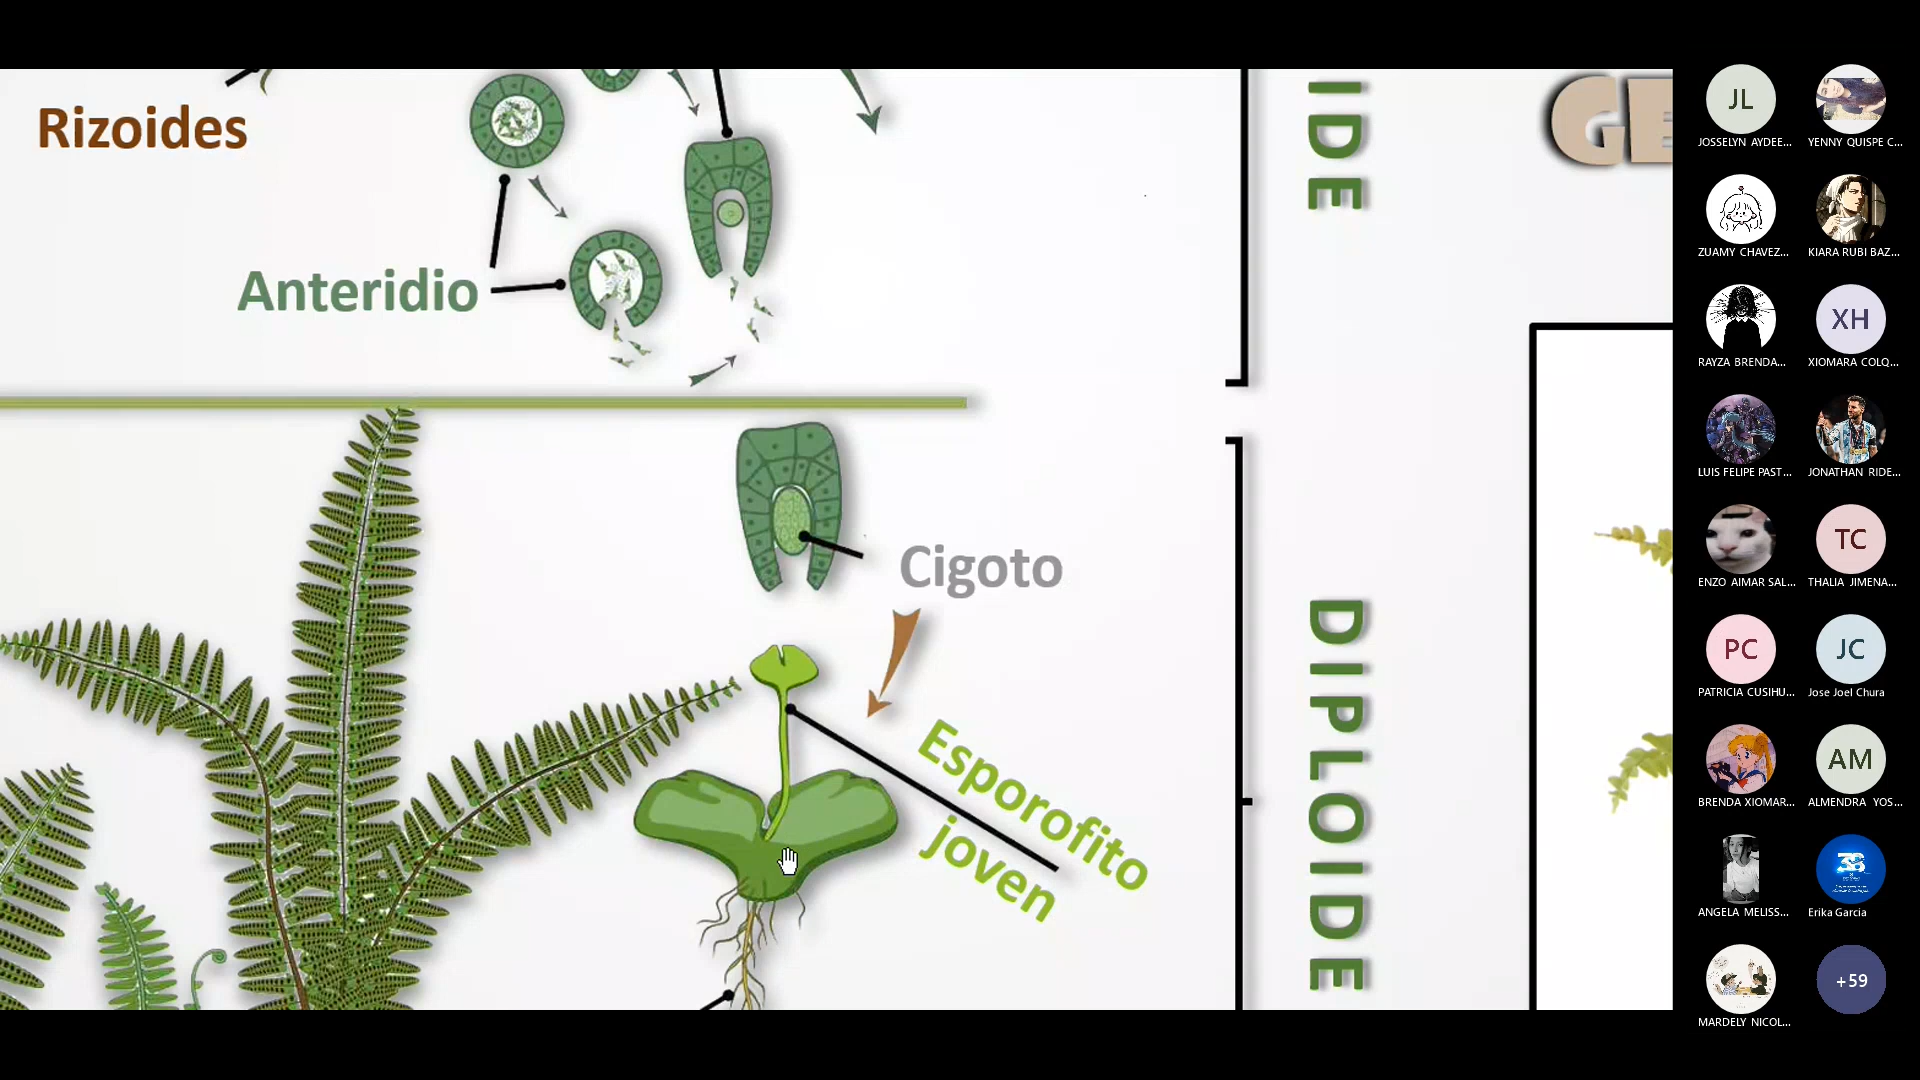 Rizoides
Anteridio
Cigoto
Esporofito
joven
IDE
DIPLOIDE
GE
JL
JOSSELYN AYDEE...
YENNY QUISPE C...
ZUAMY CHAVEZ...
KIARA RUBI BAZ...
RAYZA BRENDA...
XH
XIOMARA COLQ...
LUIS FELIPE PAST...
JONATHAN RIDE...
ENZO AIMAR SAL...
TC
THALIA JIMENA...
PC
PATRICIA CUSIHU...
JC
Jose Joel Chura
BRENDA XIOMAR...
AM
ALMENDRA YOS...
ANGELA MELISS...
38
Erika Garcia
MARDELY NICOL...
+59